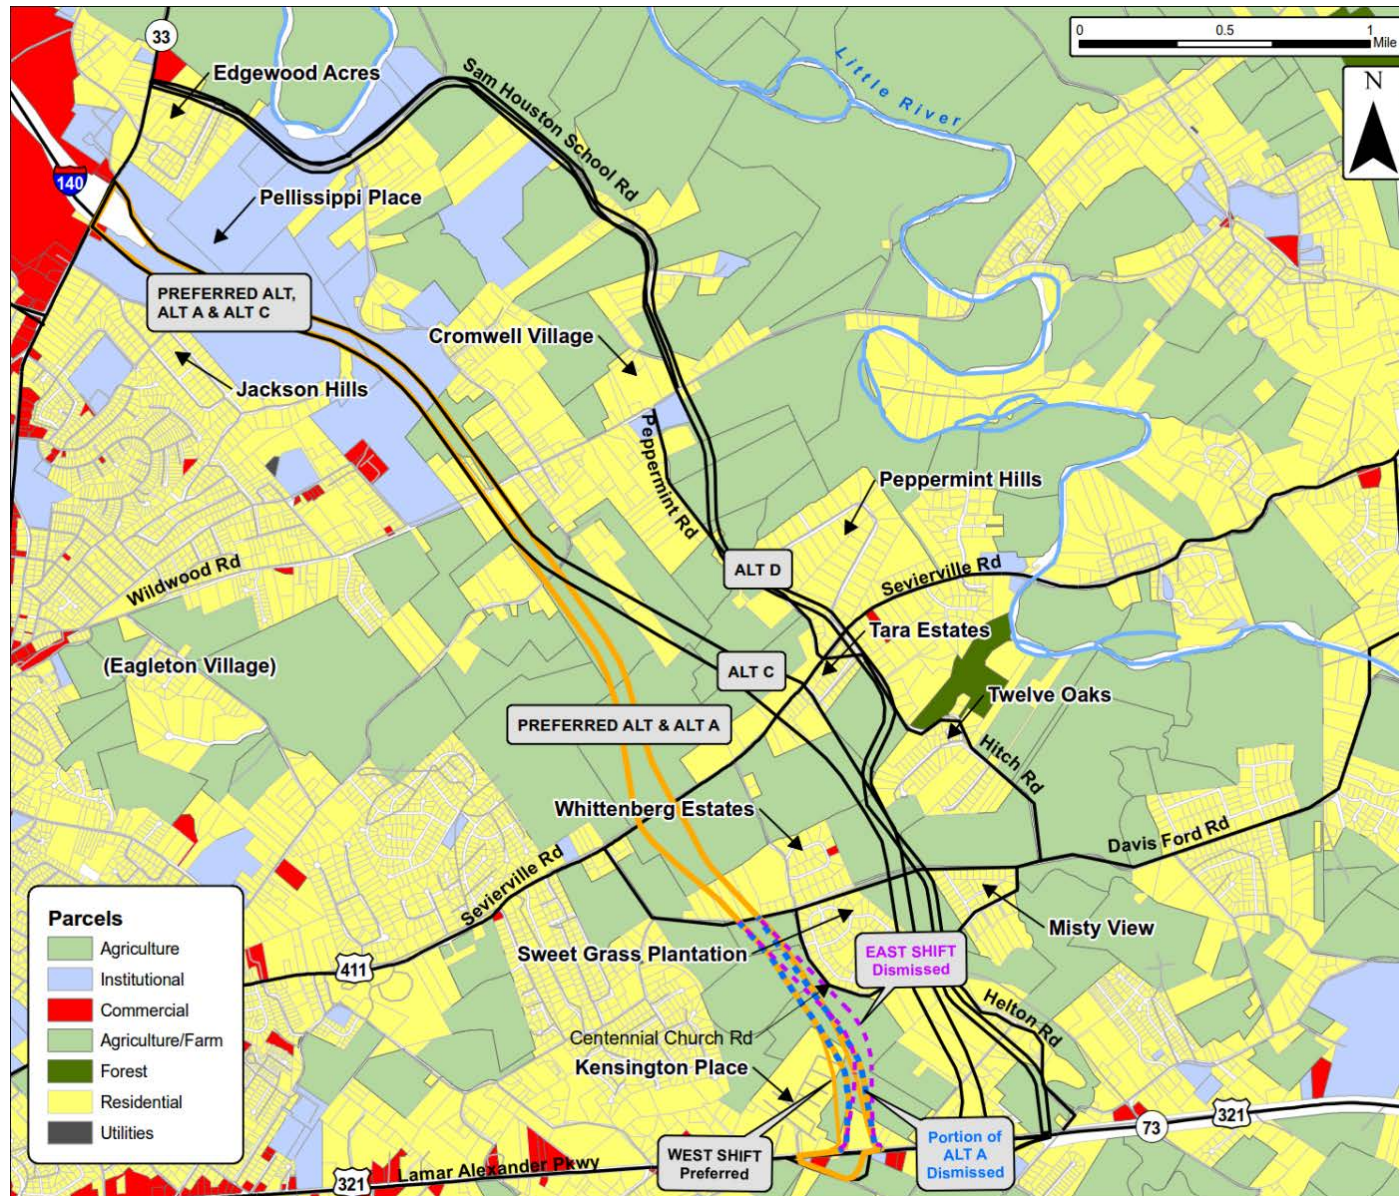 33
Edgewood Acres
Sam Houston School Rd
Little River
0 0.5 1
Mile
N
140
Pellissippi Place
PREFERRED ALT,
ALT A & ALT C
Cromwell Village
Jackson Hills
Peppermint Rd
Peppermint Hills
ALT D
Sevierville Rd
Wildwood Rd
Tara Estates
(Eagleton Village)
ALT C
Twelve Oaks
PREFERRED ALT & ALT A
Hitch Rd
Whittenberg Estates
Davis Ford Rd
Sevierville Rd
Parcels
Agriculture
Institutional
Commercial
Agriculture/Farm
Forest
Residential
Utilities
Misty View
Sweet Grass Plantation
EAST SHIFT
Dismissed
411
Helton Rd
Centennial Church Rd
Kensington Place
Portion of
ALT A
Dismissed
73
321
WEST SHIFT
Preferred
Lamar Alexander Pkwy
321